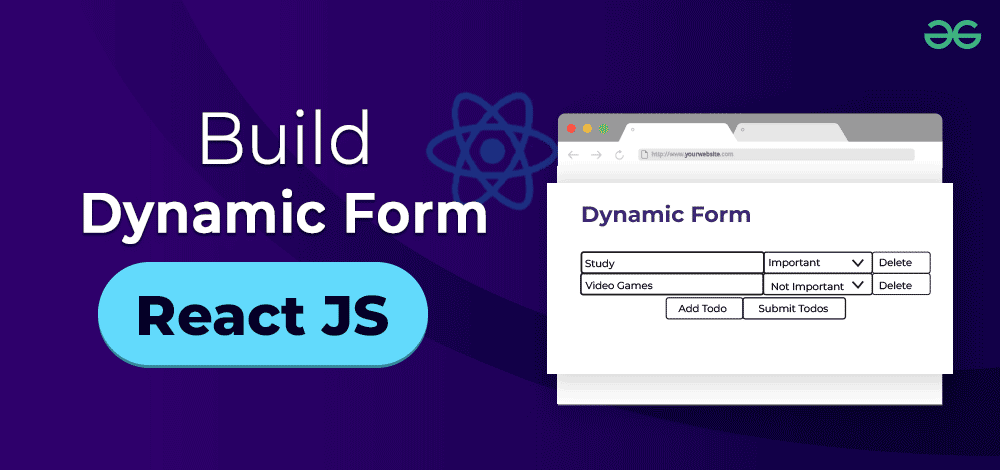 Build
Dynamic Form
React JS
http://www.yourwebsite.com
Dynamic Form
Study Important Delete
Video Games Not Important Delete
Add Todo Submit Todos